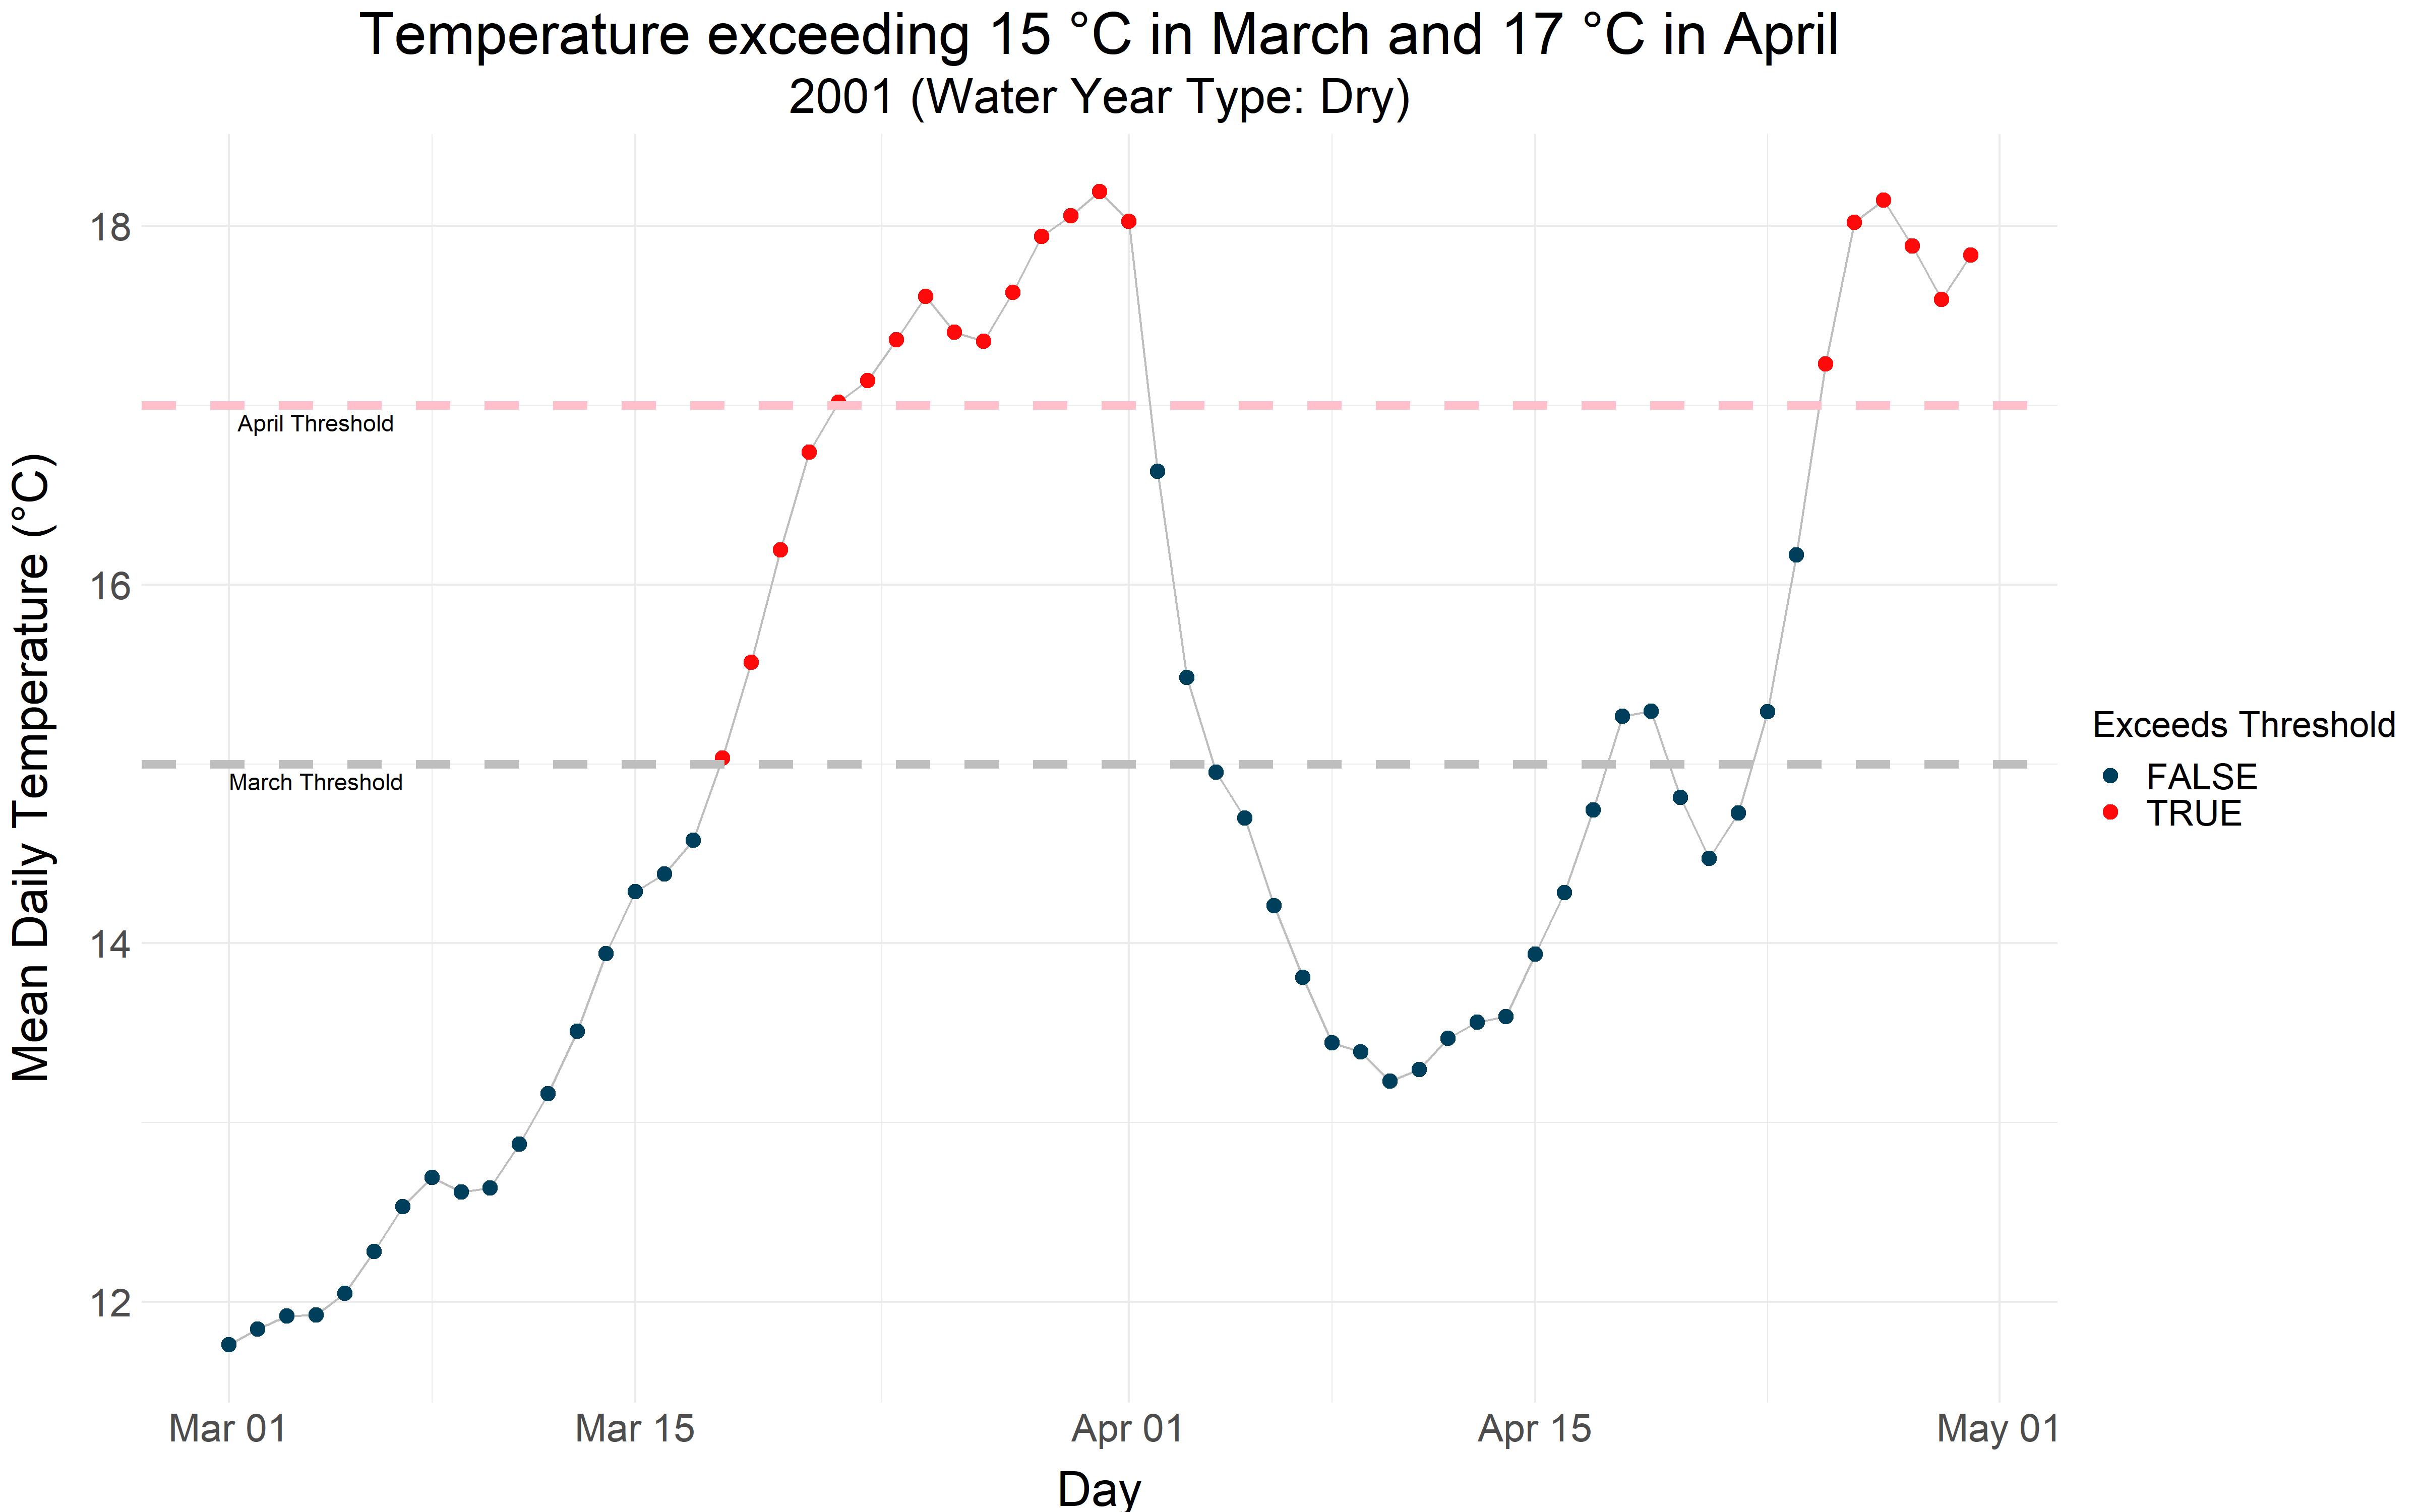 Temperature exceeding 15 °C in March and 17 °C in April
2001 (Water Year Type: Dry)
Mean Daily Temperature (°C)
18
16
14
12
April Threshold
March Threshold
Exceeds Threshold
FALSE
TRUE
Mar 01
Mar 15
Apr 01
Apr 15
May 01
Day